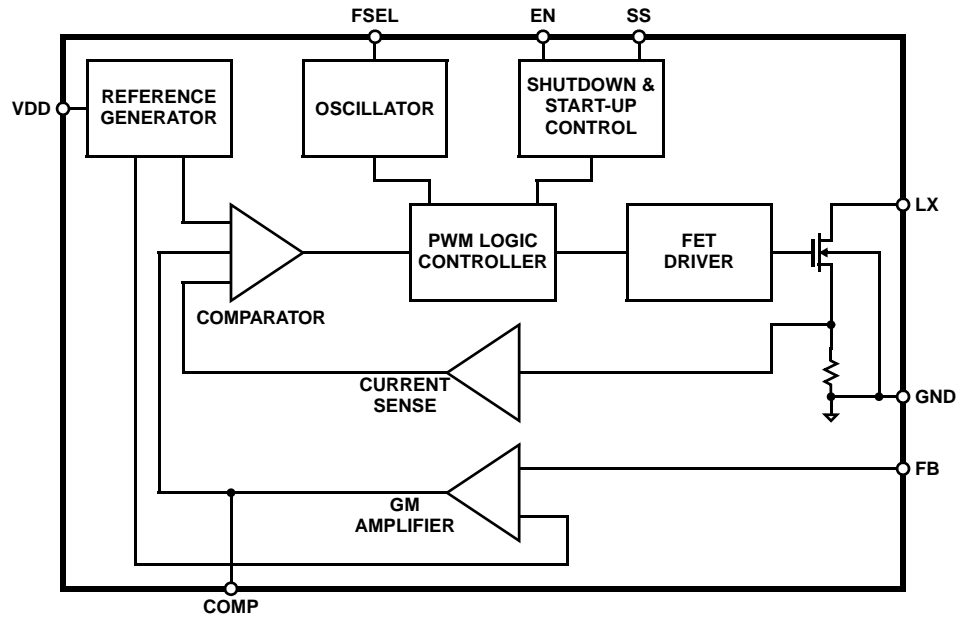 FSEL
EN
SS
REFERENCE
GENERATOR
OSCILLATOR
SHUTDOWN &
START-UP
CONTROL
VDD
LX
PWM LOGIC
CONTROLLER
FET
DRIVER
COMPARATOR
CURRENT
SENSE
GND
FB
GM
AMPLIFIER
COMP